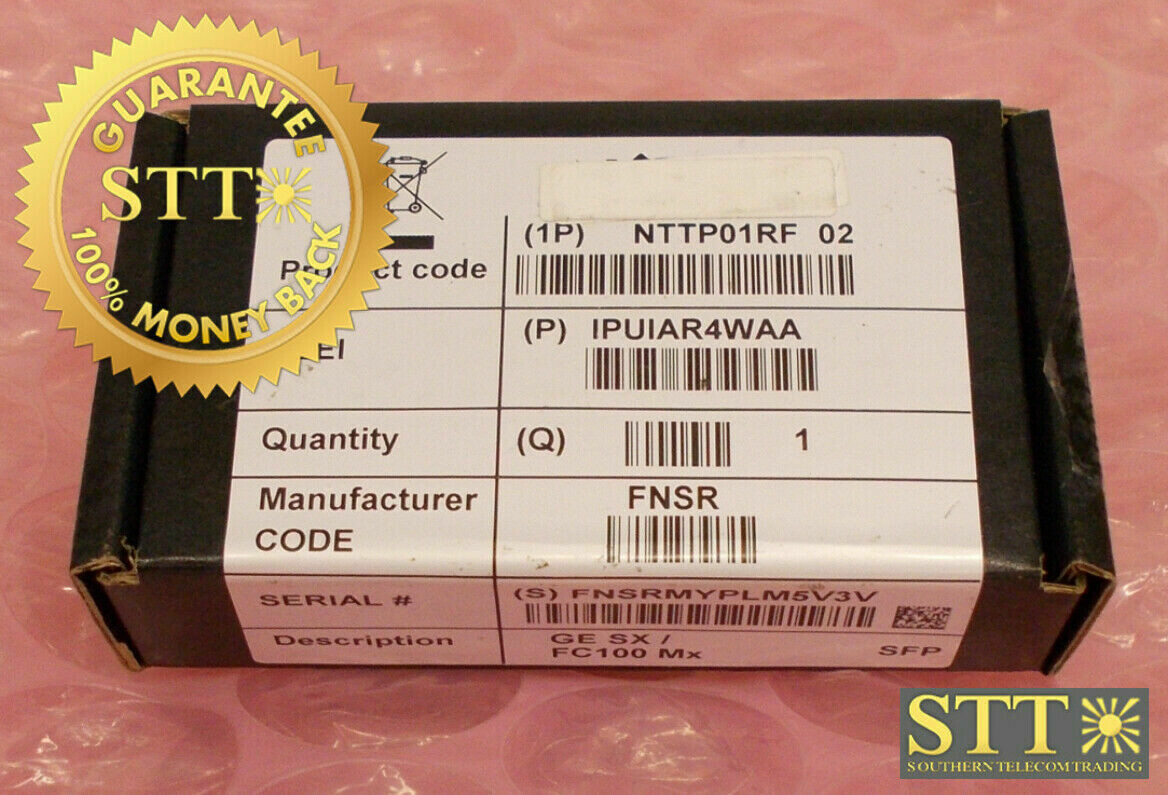 GUARANTEE
STT
100% MONEY BACK
(1P) NTTP01RF 02
code
(P) IPUIAR4WAA
Quantity (Q) 1
Manufacturer FNSR
CODE
SERIAL # (S) FNSRMYPLM5V3V
Description GE SX /
FC100 Mx SFP
STT
SOUTHERN TELECOM TRADING